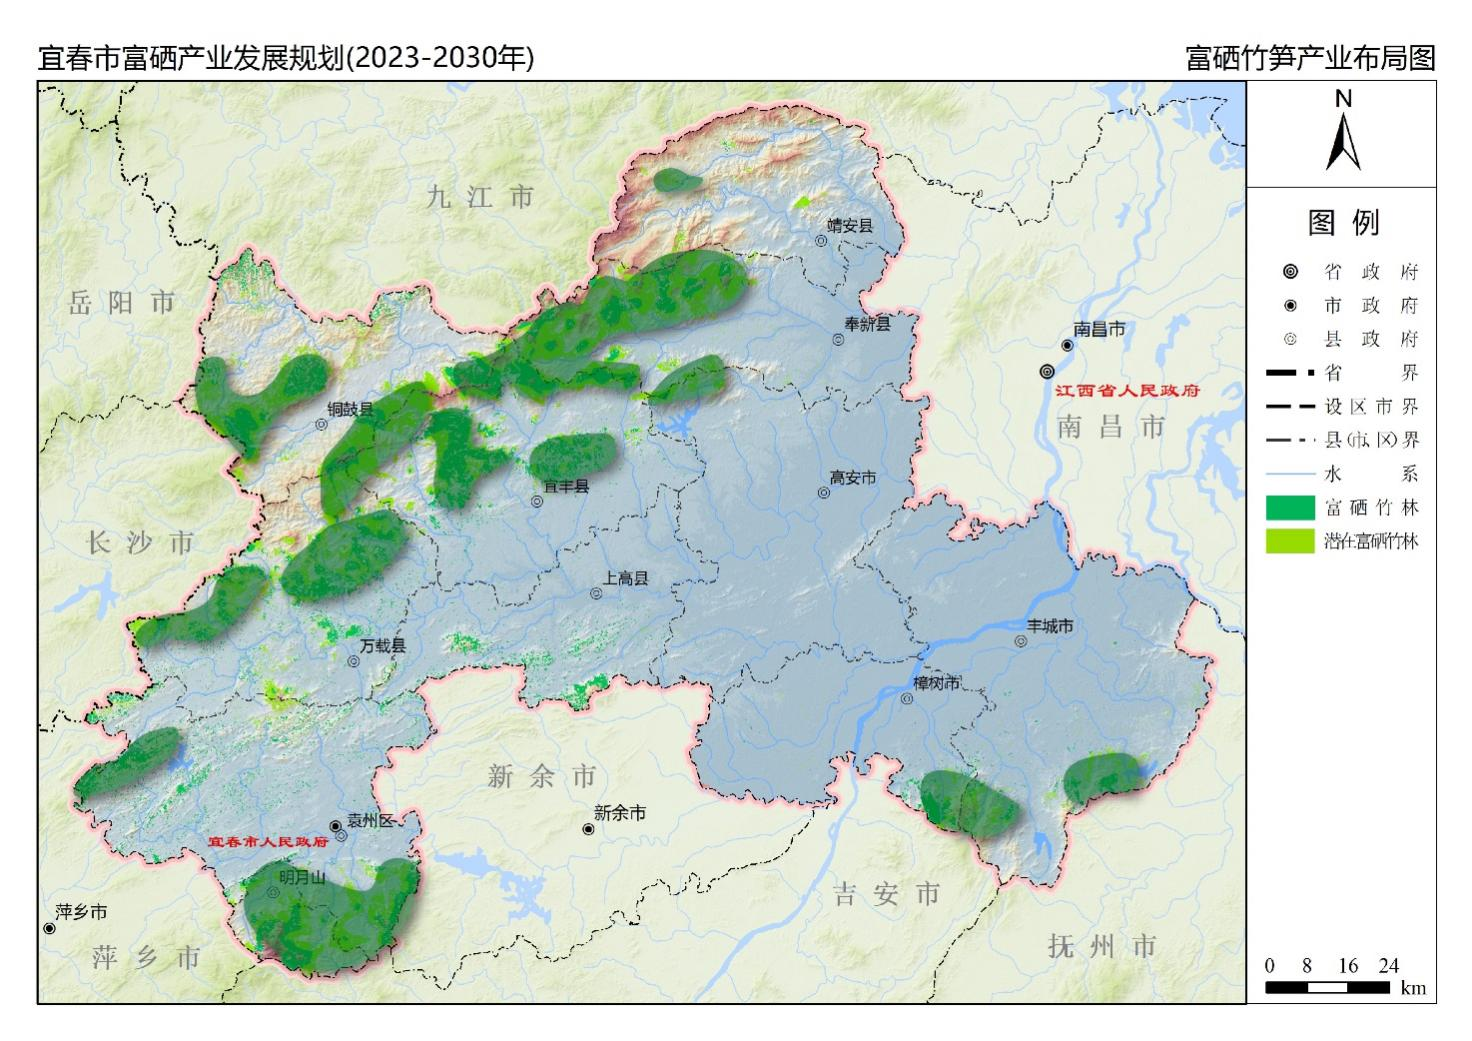 宜春市富硒产业发展规划(2023-2030年)
富硒竹笋产业布局图
N
图例
省政府
市政府
县政府
省界
设区市界
县(市、区)界
水系
富硒竹林
潜在富硒竹林
0 8 16 24
km
九江市
靖安县
岳阳市
奉新县
南昌市
江西省人民政府
南昌市
铜鼓县
高安市
宜丰县
长沙市
上高县
万载县
丰城市
樟树市
新余市
新余市
袁州区
宜春市人民政府
明月山
吉安市
萍乡市
萍乡市
抚州市